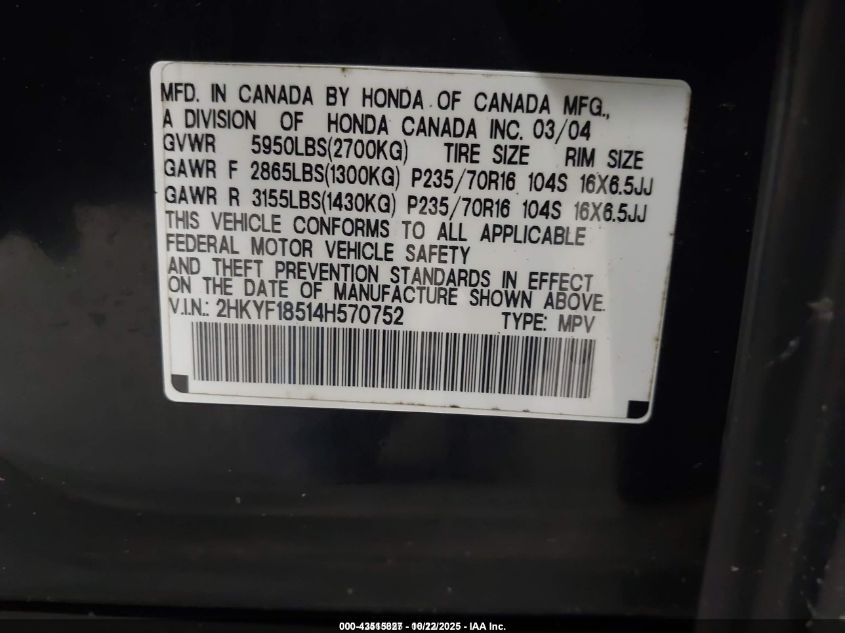 MFD. IN CANADA BY HONDA OF CANADA MFG.,
A DIVISION OF HONDA CANADA INC. 03/04
GVWR 5950LBS(2700KG) TIRE SIZE RIM SIZE
GAWR F 2865LBS(1300KG) P235/70R16 104S 16X6.5JJ
GAWR R 3155LBS(1430KG) P235/70R16 104S 16X6.5JJ
THIS VEHICLE CONFORMS TO ALL APPLICABLE
FEDERAL MOTOR VEHICLE SAFETY
AND THEFT PREVENTION STANDARDS IN EFFECT
ON THE DATE OF MANUFACTURE SHOWN ABOVE.
V.I.N.: 2HKYF18514H570752 TYPE: MPV
- IAA Inc.